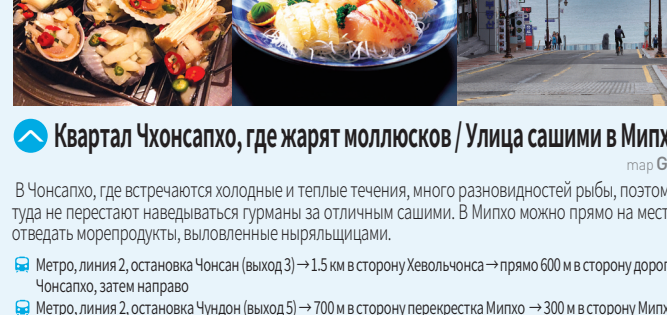 Квартал Чхонсапхо, где жарят моллюсков / Улица сашими в Мипх
map G
В Чонсапхо, где встречаются холодные и теплые течения, много разновидностей рыбы, поэтом
туда не перестают наведываться гурманы за отличным сашими. В Мипхо можно прямо на мест
отведать морепродукты, выловленные ныряльщицами.
Метро, линия 2, остановка Чонсан (выход 3) → 1.5 км в сторону Хевольчонса → прямо 600 м в сторону дорог
Чонсапхо, затем направо
Метро, линия 2, остановка Чундон (выход 5) → 700 м в сторону перекрестка Мипхо → 300 м в сторону Мипх